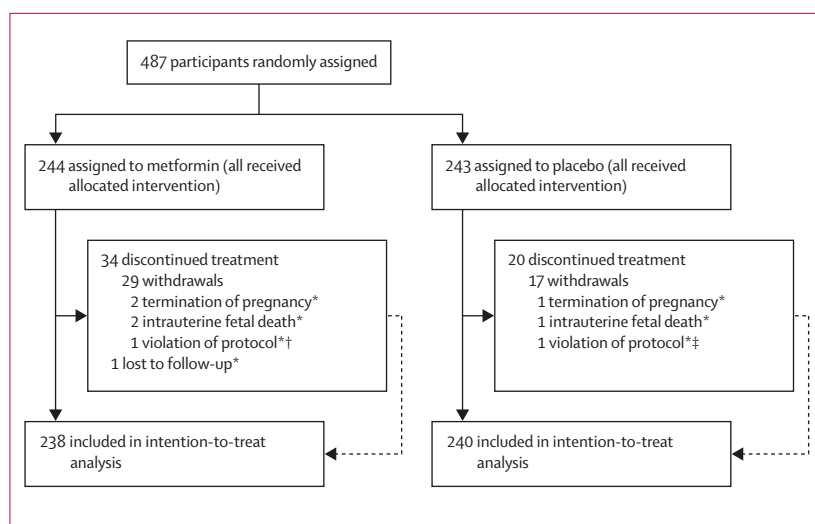 487 participants randomly assigned
244 assigned to metformin (all received
allocated intervention)
243 assigned to placebo (all received
allocated intervention)
34 discontinued treatment
29 withdrawals
2 termination of pregnancy*
2 intrauterine fetal death*
1 violation of protocol*†
1 lost to follow-up*
20 discontinued treatment
17 withdrawals
1 termination of pregnancy*
1 intrauterine fetal death*
1 violation of protocol*‡
238 included in intention-to-treat
analysis
240 included in intention-to-treat
analysis